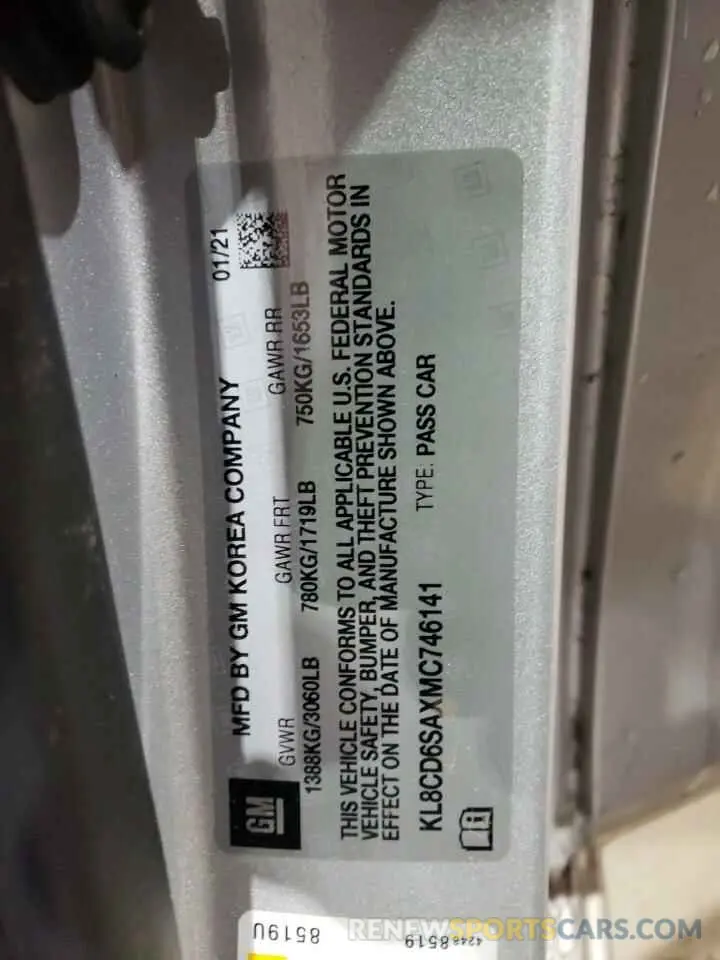 MFD BY GM KOREA COMPANY 01/21
GM
GVWR GAWR FRT GAWR RR
1388KG/3060LB 780KG/1719LB 750KG/1653LB
THIS VEHICLE CONFORMS TO ALL APPLICABLE U.S. FEDERAL MOTOR
VEHICLE SAFETY, BUMPER, AND THEFT PREVENTION STANDARDS IN
EFFECT ON THE DATE OF MANUFACTURE SHOWN ABOVE.
KL8CD6SAXMC746141 TYPE: PASS CAR
8519U
42488519
RENEWSPORTSCARS.COM